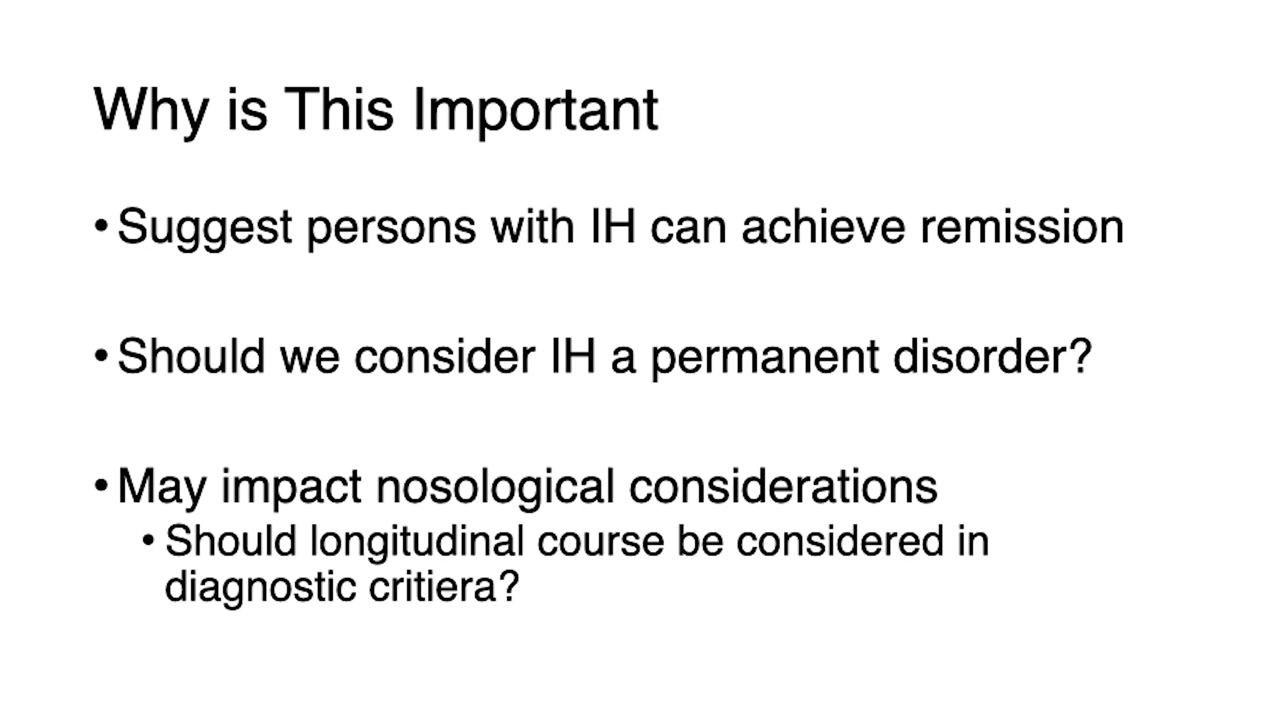 Why is This Important
• Suggest persons with IH can achieve remission
• Should we consider IH a permanent disorder?
• May impact nosological considerations
• Should longitudinal course be considered in
diagnostic critiera?